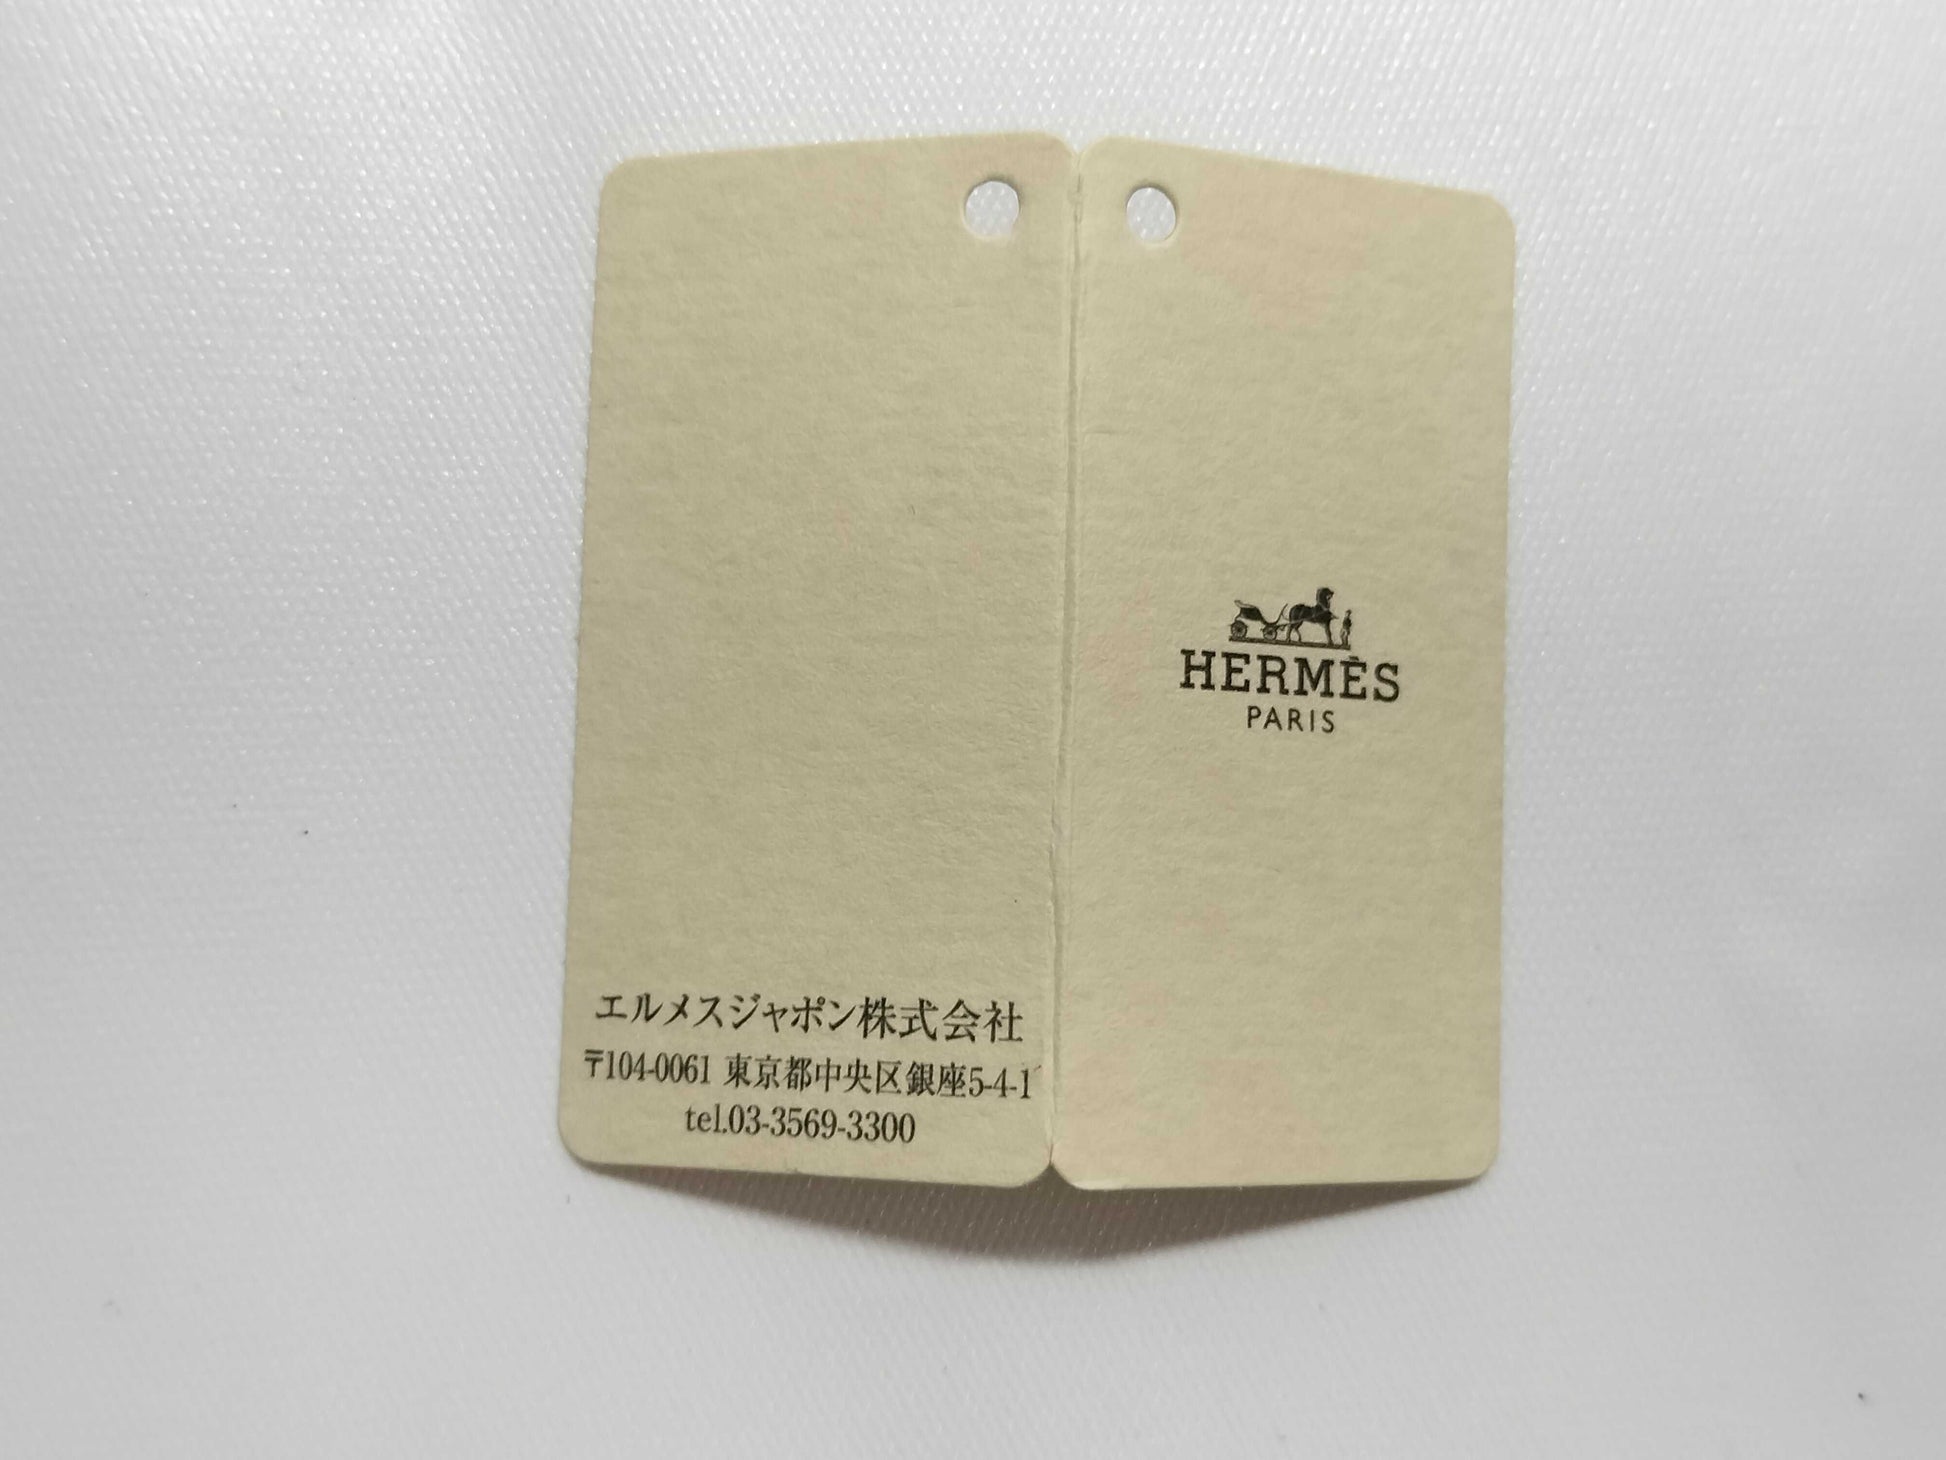 エルメスジャポン株式会社
〒104-0061 東京都中央区銀座5-4-1
tel.03-3569-3300
HERMÈS
PARIS